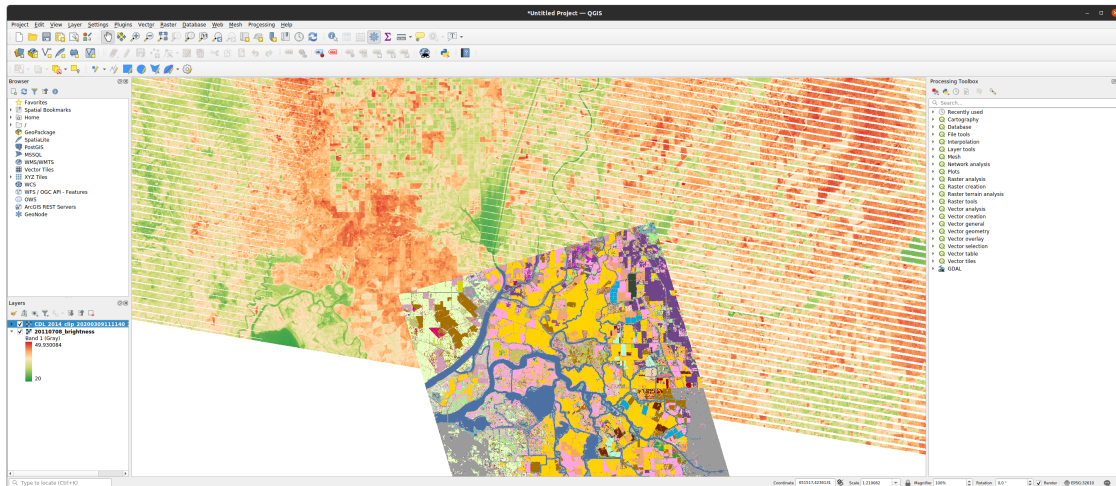 *Untitled Project — QGIS
Project Edit View Layer Settings Plugins Vector Raster Database Web Mesh Processing Help
Browser
Favorites
Spatial Bookmarks
Home
/
GeoPackage
SpatiaLite
PostGIS
MSSQL
WMS/WMTS
Vector Tiles
XYZ Tiles
WCS
WFS / OGC API - Features
OWS
ArcGIS REST Servers
GeoNode
Layers
CDL_2014_clip_20200309111140
20110708_brightness
Band 1 (Gray)
49,930084
20
Processing Toolbox
Search...
Recently used
Cartography
Database
File tools
Interpolation
Layer tools
Mesh
Network analysis
Plots
Raster analysis
Raster creation
Raster terrain analysis
Raster tools
Vector analysis
Vector creation
Vector general
Vector geometry
Vector overlay
Vector selection
Vector table
Vector tiles
GDAL
Type to locate (Ctrl+K)
Coordinate Scale Magnifier 100% Rotation 0,0 ° Render EPSG:32610